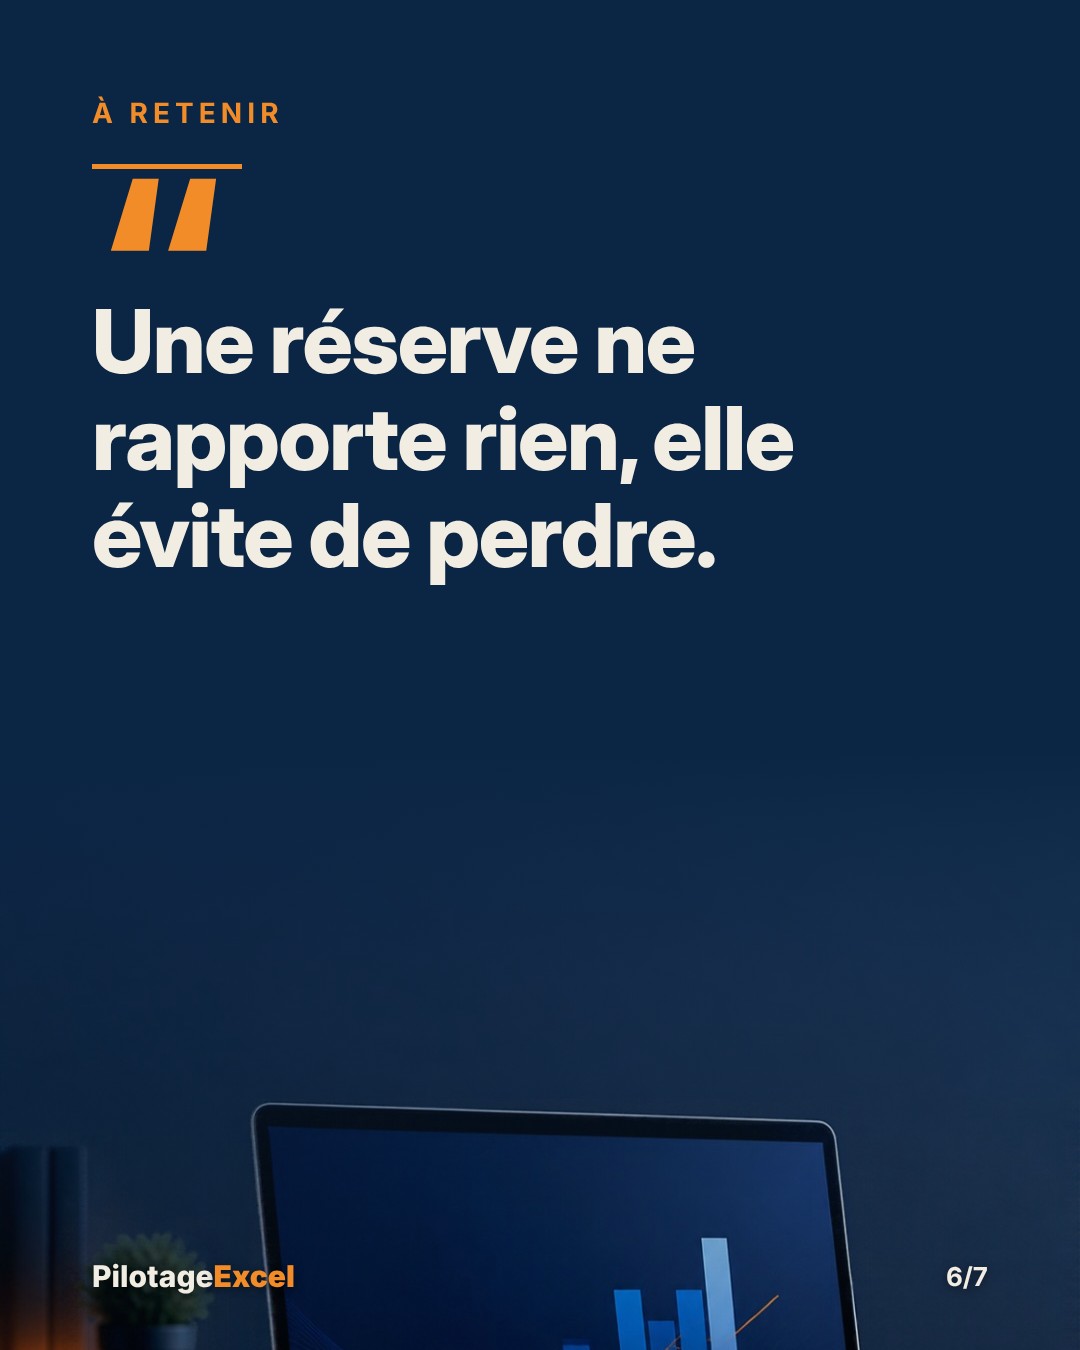 À RETENIR
"
Une réserve ne
rapporte rien, elle
évite de perdre.
PilotageExcel
6/7